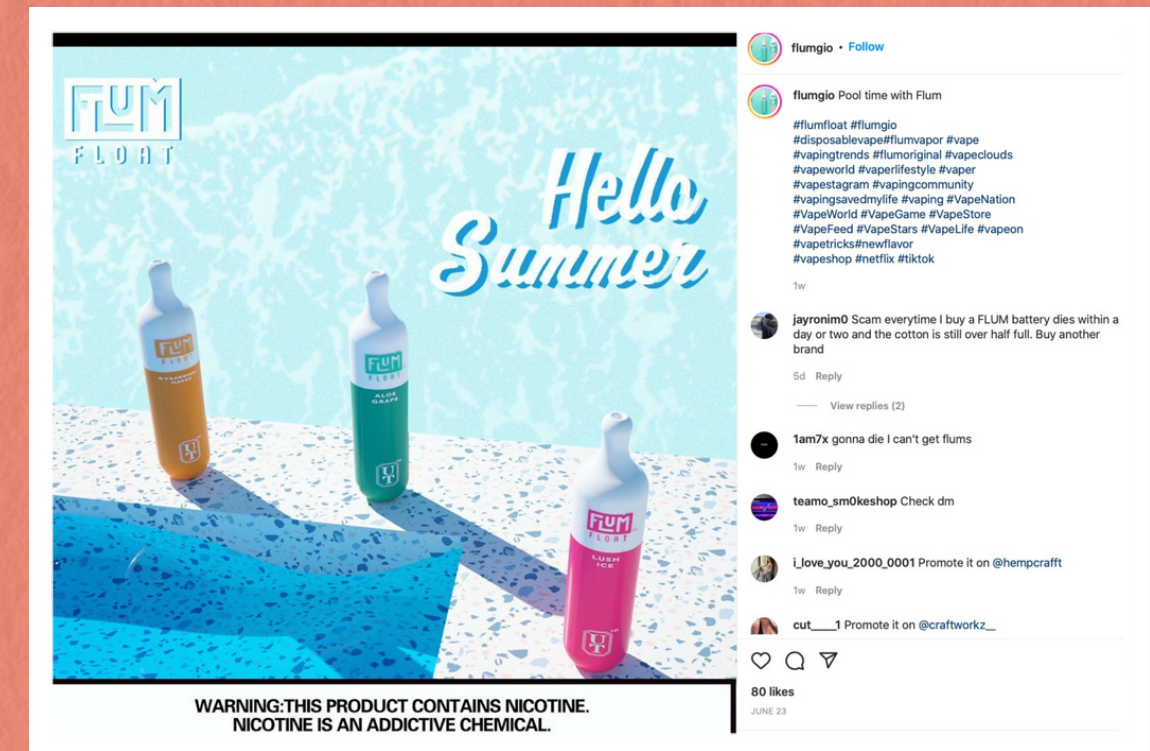 FLUM
FLOAT
Hello
Summer
FLUM
FLOAT
STRAWBERRY
MANGO
UT
FLUM
FLOAT
ALOE
GRAPE
UT
FLUM
FLOAT
LUSH
ICE
UT
WARNING:THIS PRODUCT CONTAINS NICOTINE.
NICOTINE IS AN ADDICTIVE CHEMICAL.
flumgio • Follow
flumgio Pool time with Flum
#flumfloat #flumgio
#disposablevape#flumvapor #vape
#vapingtrends #flumoriginal #vapeclouds
#vapeworld #vaperlifestyle #vaper
#vapestagram #vapingcommunity
#vapingsavedmylife #vaping #VapeNation
#VapeWorld #VapeGame #VapeStore
#VapeFeed #VapeStars #VapeLife #vapeon
#vapetricks#newflavor
#vapeshop #netflix #tiktok
1w
jayronim0 Scam everytime I buy a FLUM battery dies within a
day or two and the cotton is still over half full. Buy another
brand
5d Reply
View replies (2)
1am7x gonna die I can't get flums
1w Reply
teamo_sm0keshop Check dm
1w Reply
i_love_you_2000_0001 Promote it on @hempcrafft
1w Reply
cut____1 Promote it on @craftworkz__
80 likes
JUNE 23